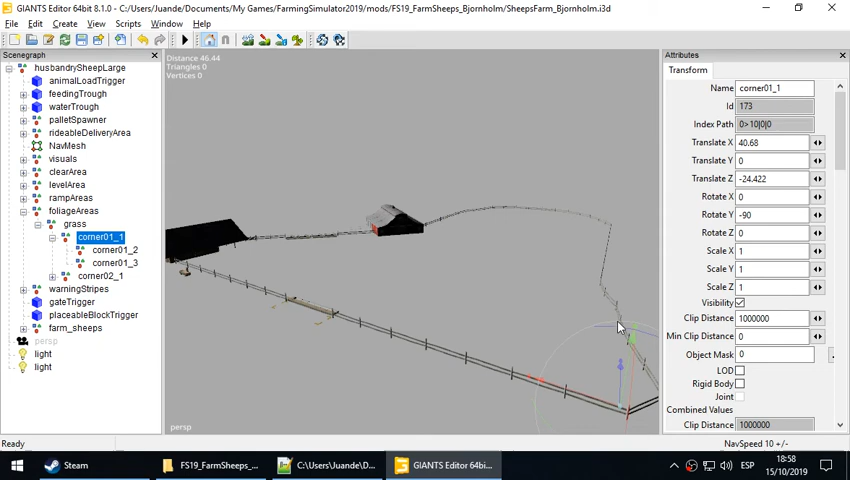 GIANTS Editor 64bit 8.1.0 - C:/Users/Juande/Documents/My Games/FarmingSimulator2019/mods/FS19_FarmSheeps_Bjornholm/SheepsFarm_Bjornholm.i3d
File Edit Create View Scripts Window Help
Scenegraph
husbandrySheepLarge
animalLoadTrigger
feedingTrough
waterTrough
palletSpawner
rideableDeliveryArea
NavMesh
visuals
clearArea
levelArea
rampAreas
foliageAreas
grass
corner01_1
corner01_2
corner01_3
corner02_1
warningStripes
gateTrigger
placeableBoxTrigger
farm_sheeps
persp
light
light
Distance 46.44
Triangles 0
Vertices 0
persp
Attributes
Transform
Name corner01_1
Id 173
Index Path 0>10|0|0
Translate X 40.68
Translate Y 0
Translate Z -24.422
Rotate X 0
Rotate Y -90
Rotate Z 0
Scale X 1
Scale Y 1
Scale Z 1
Visibility
Clip Distance 1000000
Min Clip Distance 0
Object Mask 0
LOD
Rigid Body
Joint
Combined Values
Clip Distance 1000000
Ready
NavSpeed 10 +/-
Steam
FS19_FarmSheeps_...
C:\Users\Juande\D...
GIANTS Editor 64bi...
ESP
18:58
15/10/2019